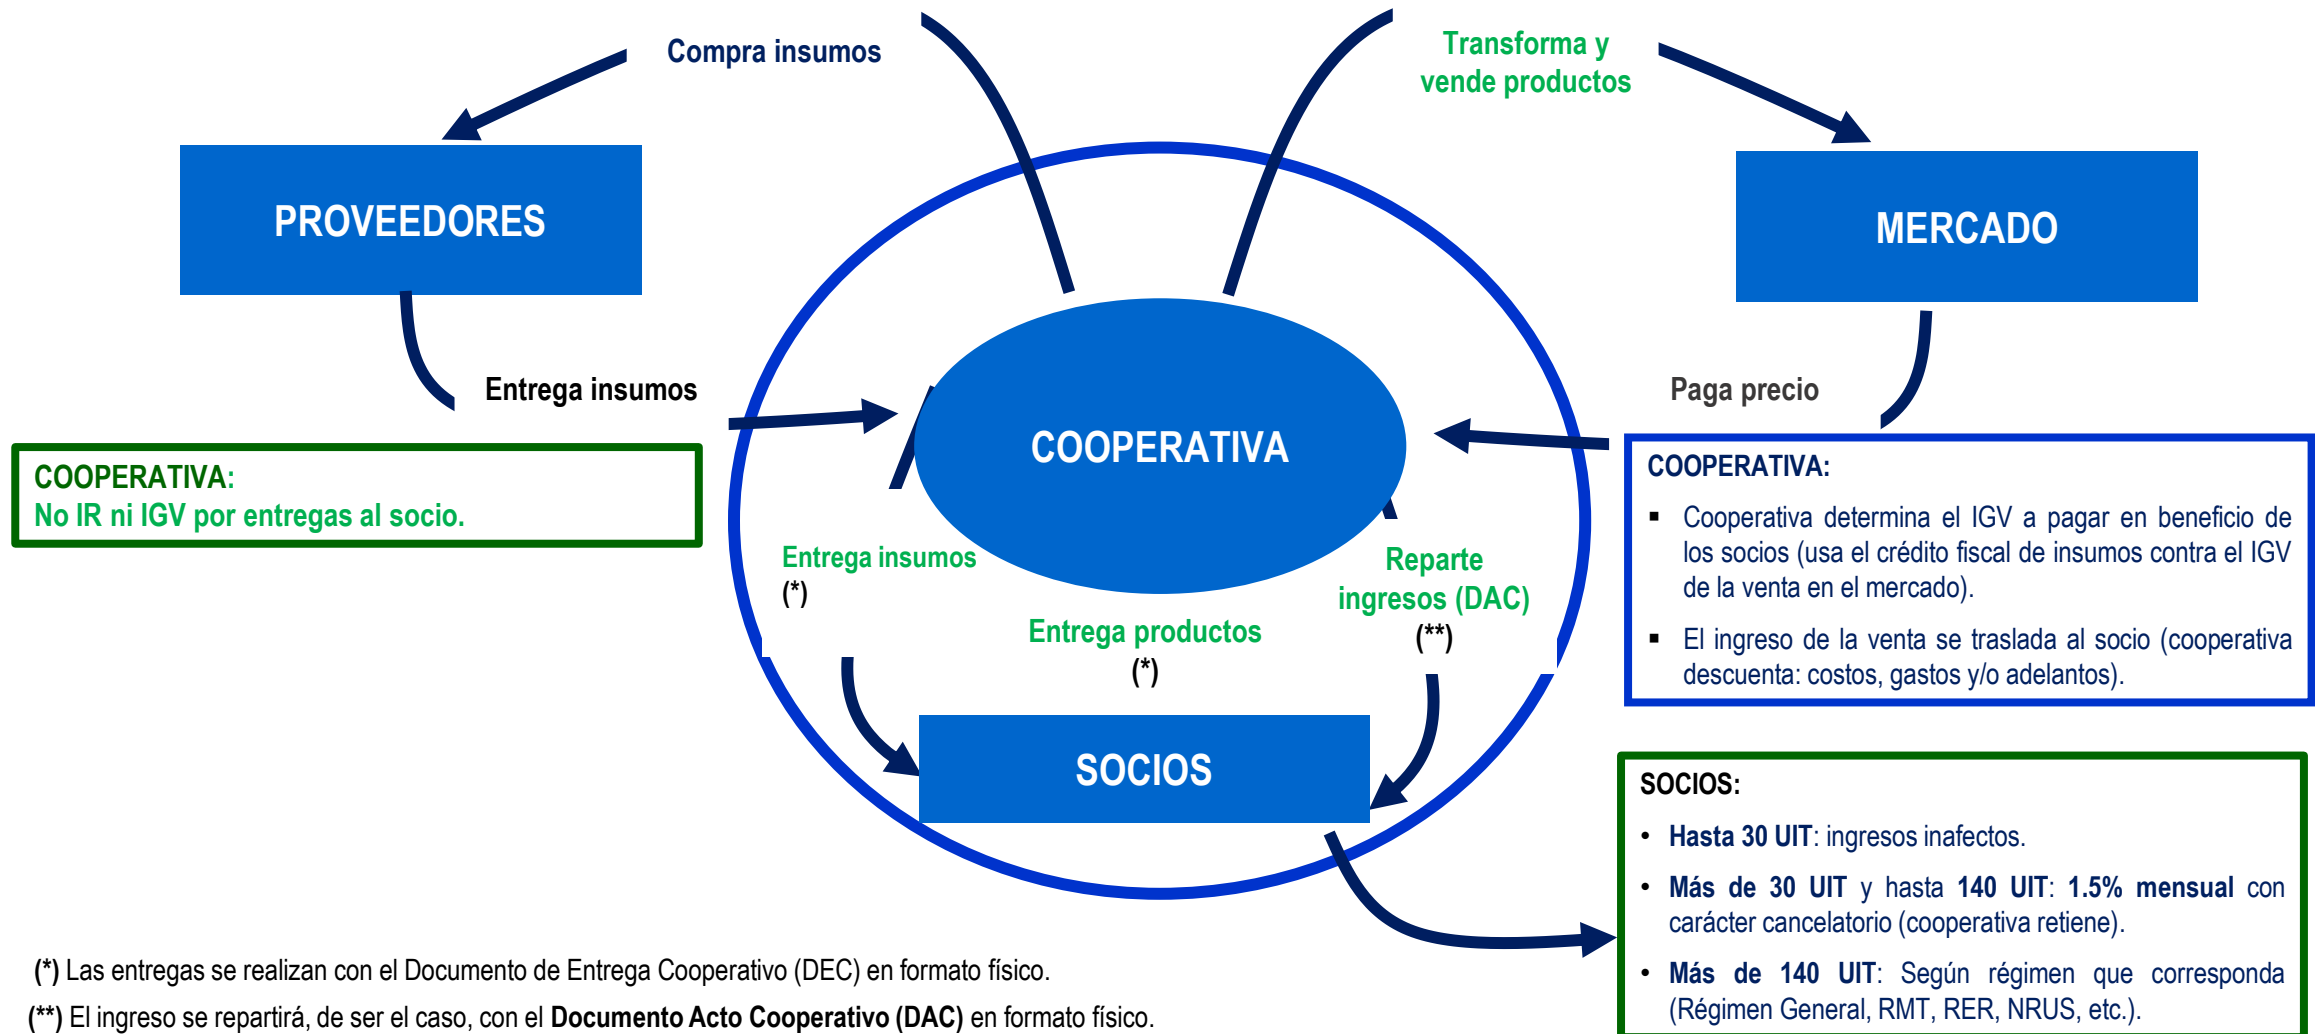 Compra insumos
Transforma y
vende productos
PROVEEDORES
MERCADO
Entrega insumos
Paga precio
COOPERATIVA
COOPERATIVA:
No IR ni IGV por entregas al socio.
COOPERATIVA:
▪ Cooperativa determina el IGV a pagar en beneficio de
los socios (usa el crédito fiscal de insumos contra el IGV
de la venta en el mercado).
▪ El ingreso de la venta se traslada al socio (cooperativa
descuenta: costos, gastos y/o adelantos).
Entrega insumos
(*)
Entrega productos
(*)
Reparte
ingresos (DAC)
(**)
SOCIOS
SOCIOS:
• Hasta 30 UIT: ingresos inafectos.
• Más de 30 UIT y hasta 140 UIT: 1.5% mensual con
carácter cancelatorio (cooperativa retiene).
• Más de 140 UIT: Según régimen que corresponda
(Régimen General, RMT, RER, NRUS, etc.).
(*) Las entregas se realizan con el Documento de Entrega Cooperativo (DEC) en formato físico.
(**) El ingreso se repartirá, de ser el caso, con el Documento Acto Cooperativo (DAC) en formato físico.